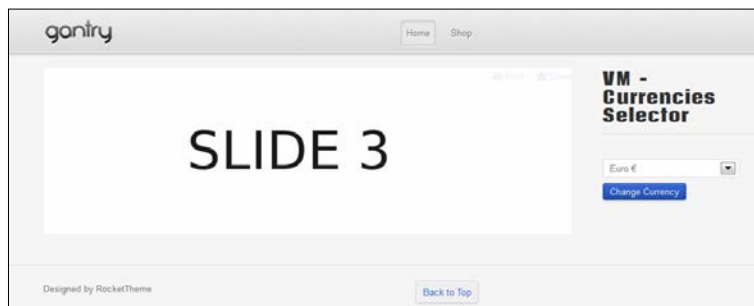 gantry
Home
Shop
SLIDE 3
VM -
Currencies
Selector
Euro €
Change Currency
Designed by RocketTheme
Back to Top